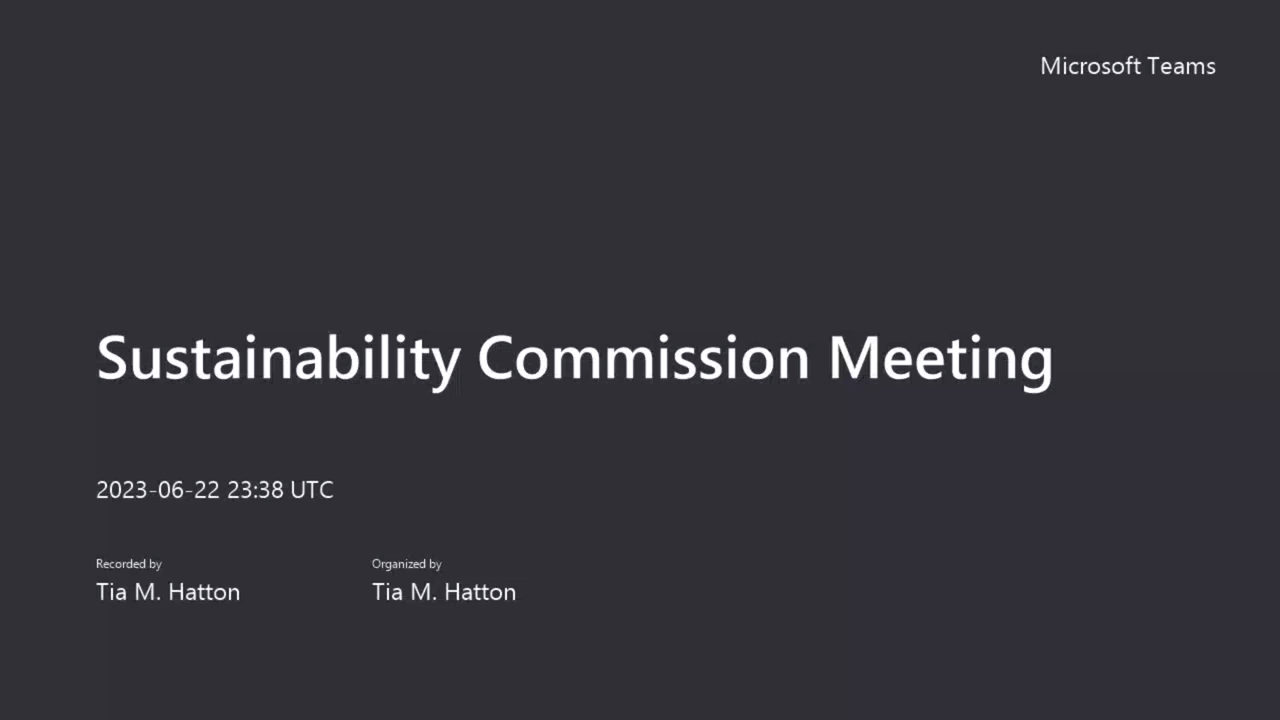 Microsoft Teams
Sustainability Commission Meeting
2023-06-22 23:38 UTC
Recorded by
Organized by
Tia M. Hatton
Tia M. Hatton